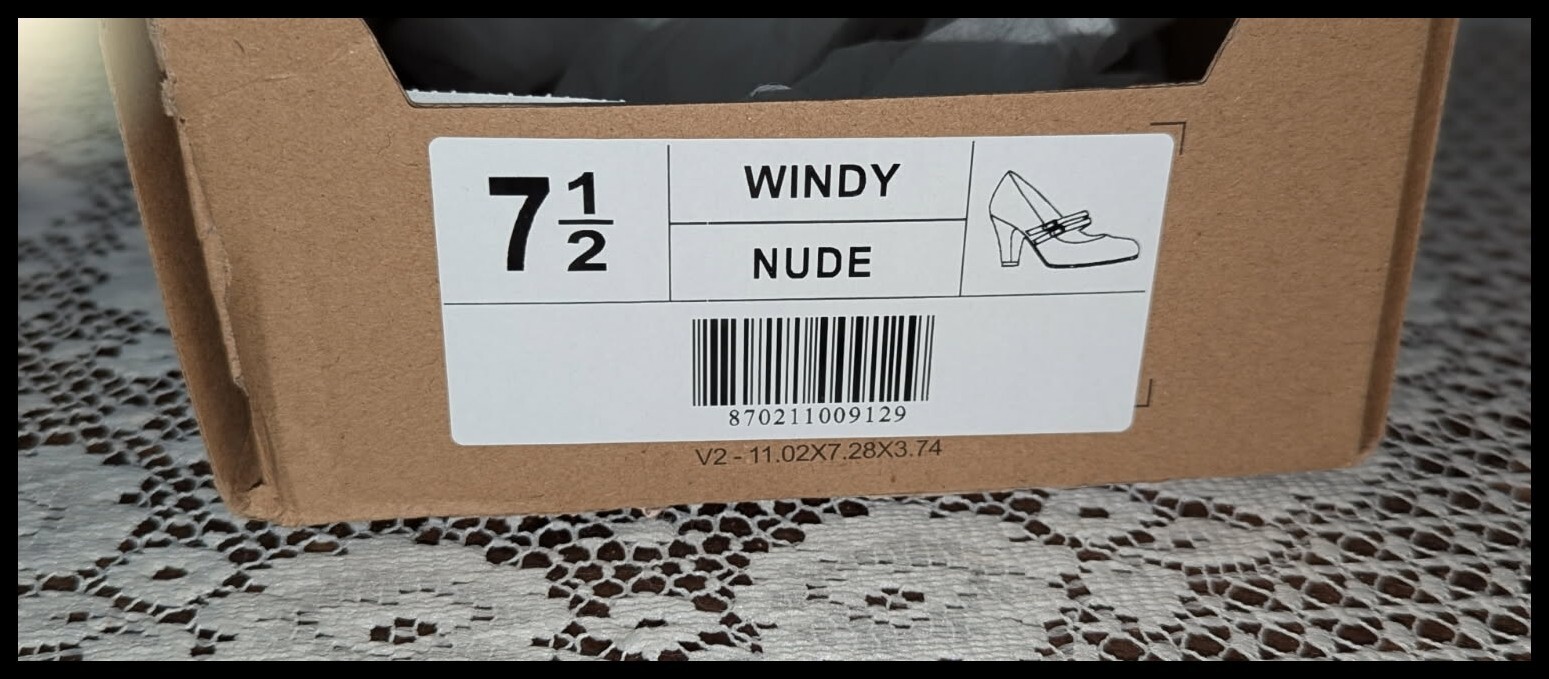 7 1/2
WINDY
NUDE
870211009129
V2 - 11.02X7.28X3.74